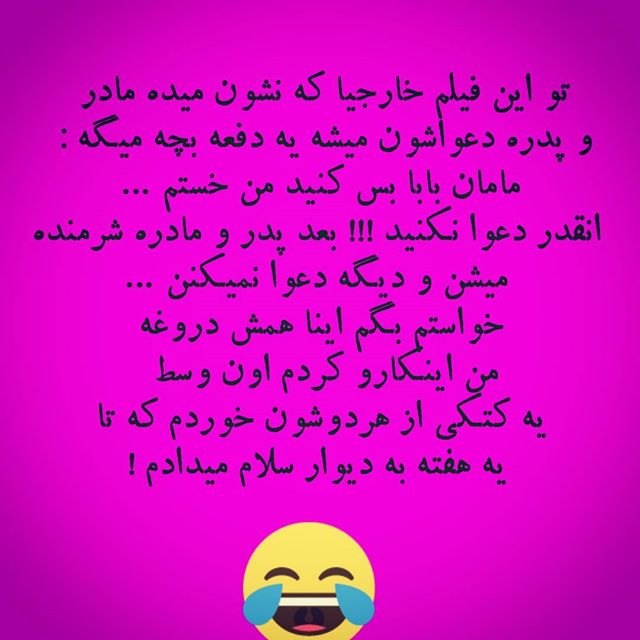 تو این فیلم خارجیا که نشون میده مادر
و پدره دعواشون میشه یه دفعه بچه میگه :
مامان بابا بس کنید من خستم ...
انقدر دعوا نکنید !!! بعد پدر و مادره شرمنده
میشن و دیگه دعوا نمیکنن ...
خواستم بگم اینا همش دروغه
من اینکارو کردم اون وسط
یه کتکی از هردوشون خوردم که تا
یه هفته به دیوار سلام میدادم !